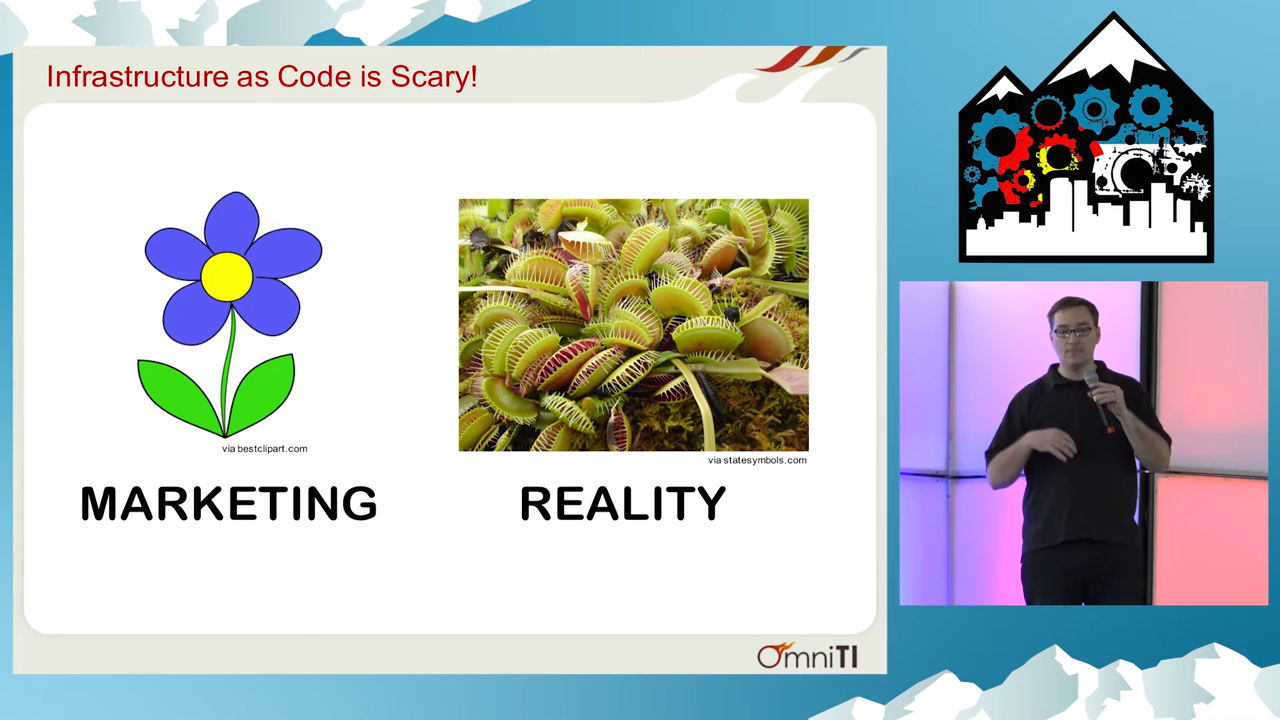 Infrastructure as Code is Scary!
via bestclipart.com
via statesymbols.com
MARKETING
REALITY
OmniTI